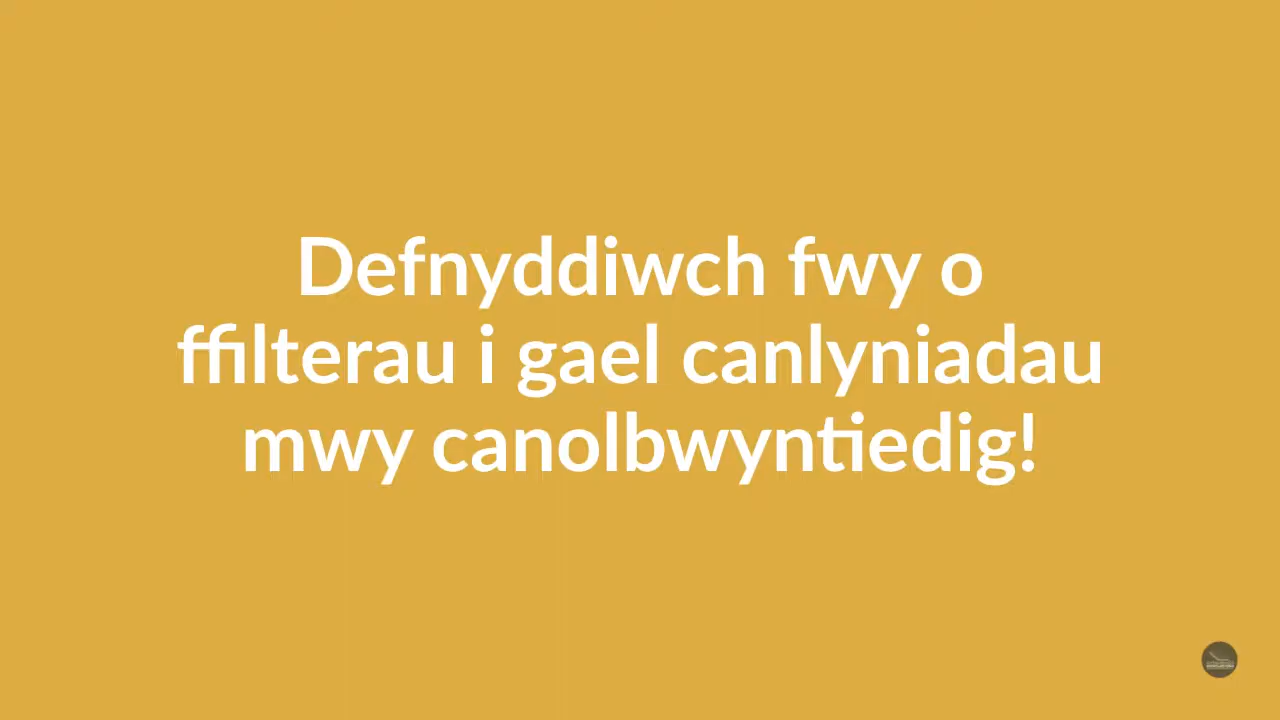 Defnyddiwch fwy o
ffilterau i gael canlyniadau
mwy canolbwyntiedig!